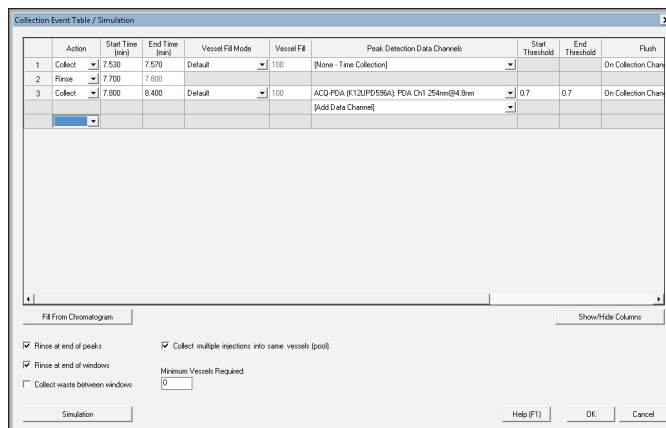 Collection Event Table / Simulation
Action Start Time (min) End Time (min) Vessel Fill Mode Vessel Fill Peak Detection Data Channels Start Threshold End Threshold Flush
1 Collect 7.530 7.570 Default 100 [None - Time Collection] On Collection Chan
2 Rinse 7.700 7.800
3 Collect 7.800 8.400 Default 100 ACQ-PDA (K12UPD596A): PDA Ch1 254nm@4.8nm 0.7 0.7 On Collection Chan
[Add Data Channel]
Fill From Chromatogram Show/Hide Columns
Rinse at end of peaks Collect multiple injections into same vessels (pool)
Rinse at end of windows
Minimum Vessels Required:
Collect waste between windows 0
Simulation Help (F1) OK Cancel